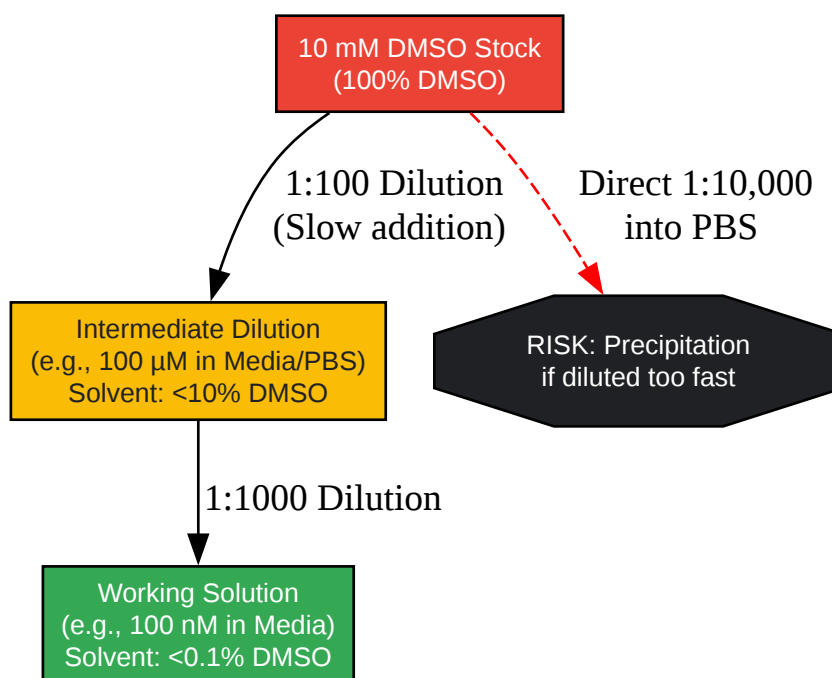 10 mM DMSO Stock
(100% DMSO)
1:100 Dilution
(Slow addition)
Direct 1:10,000
into PBS
Intermediate Dilution
(e.g., 100 µM in Media/PBS)
Solvent: <10% DMSO
RISK: Precipitation
if diluted too fast
1:1000 Dilution
Working Solution
(e.g., 100 nM in Media)
Solvent: <0.1% DMSO